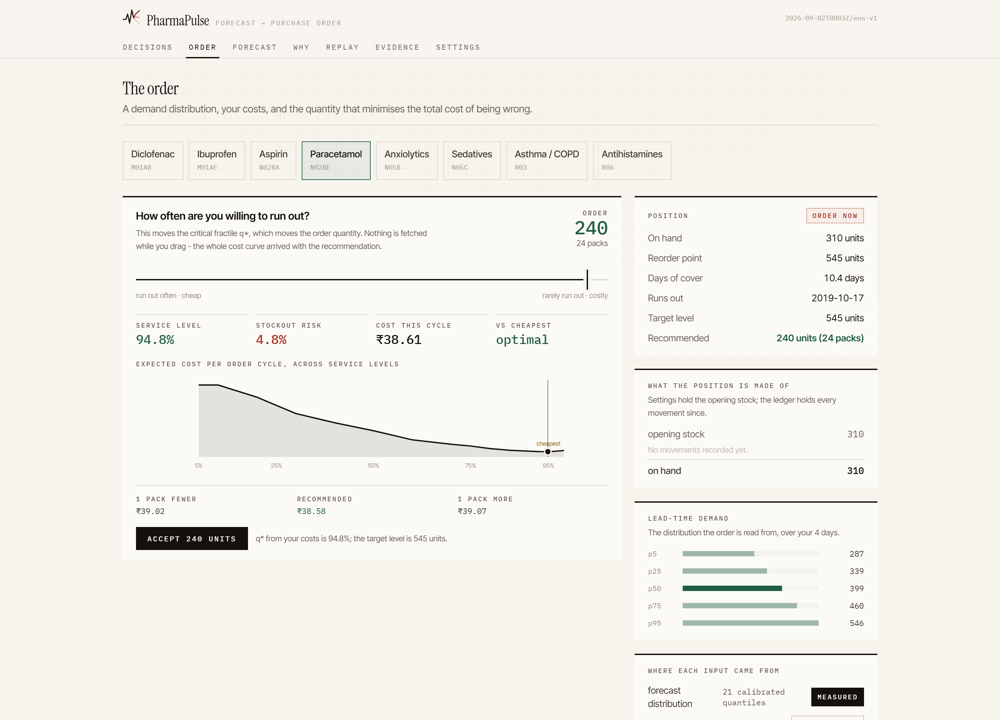 PharmaPulse FORECAST → PURCHASE ORDER
2026-09-02T0803Z/ens-v1
DECISIONS ORDER FORECAST WHY REPLAY EVIDENCE SETTINGS
The order
A demand distribution, your costs, and the quantity that minimises the total cost of being wrong.
Diclofenac
M01AB
Ibuprofen
M01AE
Aspirin
N02BA
Paracetamol
N02BE
Anxiolytics
N05B
Sedatives
N05C
Asthma / COPD
R03
Antihistamines
R06
How often are you willing to run out?
This moves the critical fractile q*, which moves the order quantity. Nothing is fetched
while you drag - the whole cost curve arrived with the recommendation.
ORDER
240
24 packs
run out often · cheap
rarely run out · costly
SERVICE LEVEL
94.8%
STOCKOUT RISK
4.8%
COST THIS CYCLE
₹38.61
VS CHEAPEST
optimal
EXPECTED COST PER ORDER CYCLE, ACROSS SERVICE LEVELS
cheapest
5% 25% 50% 75% 95%
1 PACK FEWER
₹39.02
RECOMMENDED
₹38.58
1 PACK MORE
₹39.07
ACCEPT 240 UNITS
q* from your costs is 94.8%; the target level is 545 units.
POSITION
ORDER NOW
On hand 310 units
Reorder point 545 units
Days of cover 10.4 days
Runs out 2019-10-17
Target level 545 units
Recommended 240 units (24 packs)
WHAT THE POSITION IS MADE OF
Settings hold the opening stock; the ledger holds every
movement since.
opening stock 310
No movements recorded yet.
on hand 310
LEAD-TIME DEMAND
The distribution the order is read from, over your 4 days.
p5 287
p25 339
p50 399
p75 460
p95 546
WHERE EACH INPUT CAME FROM
forecast
distribution
21 calibrated
quantiles
MEASURED